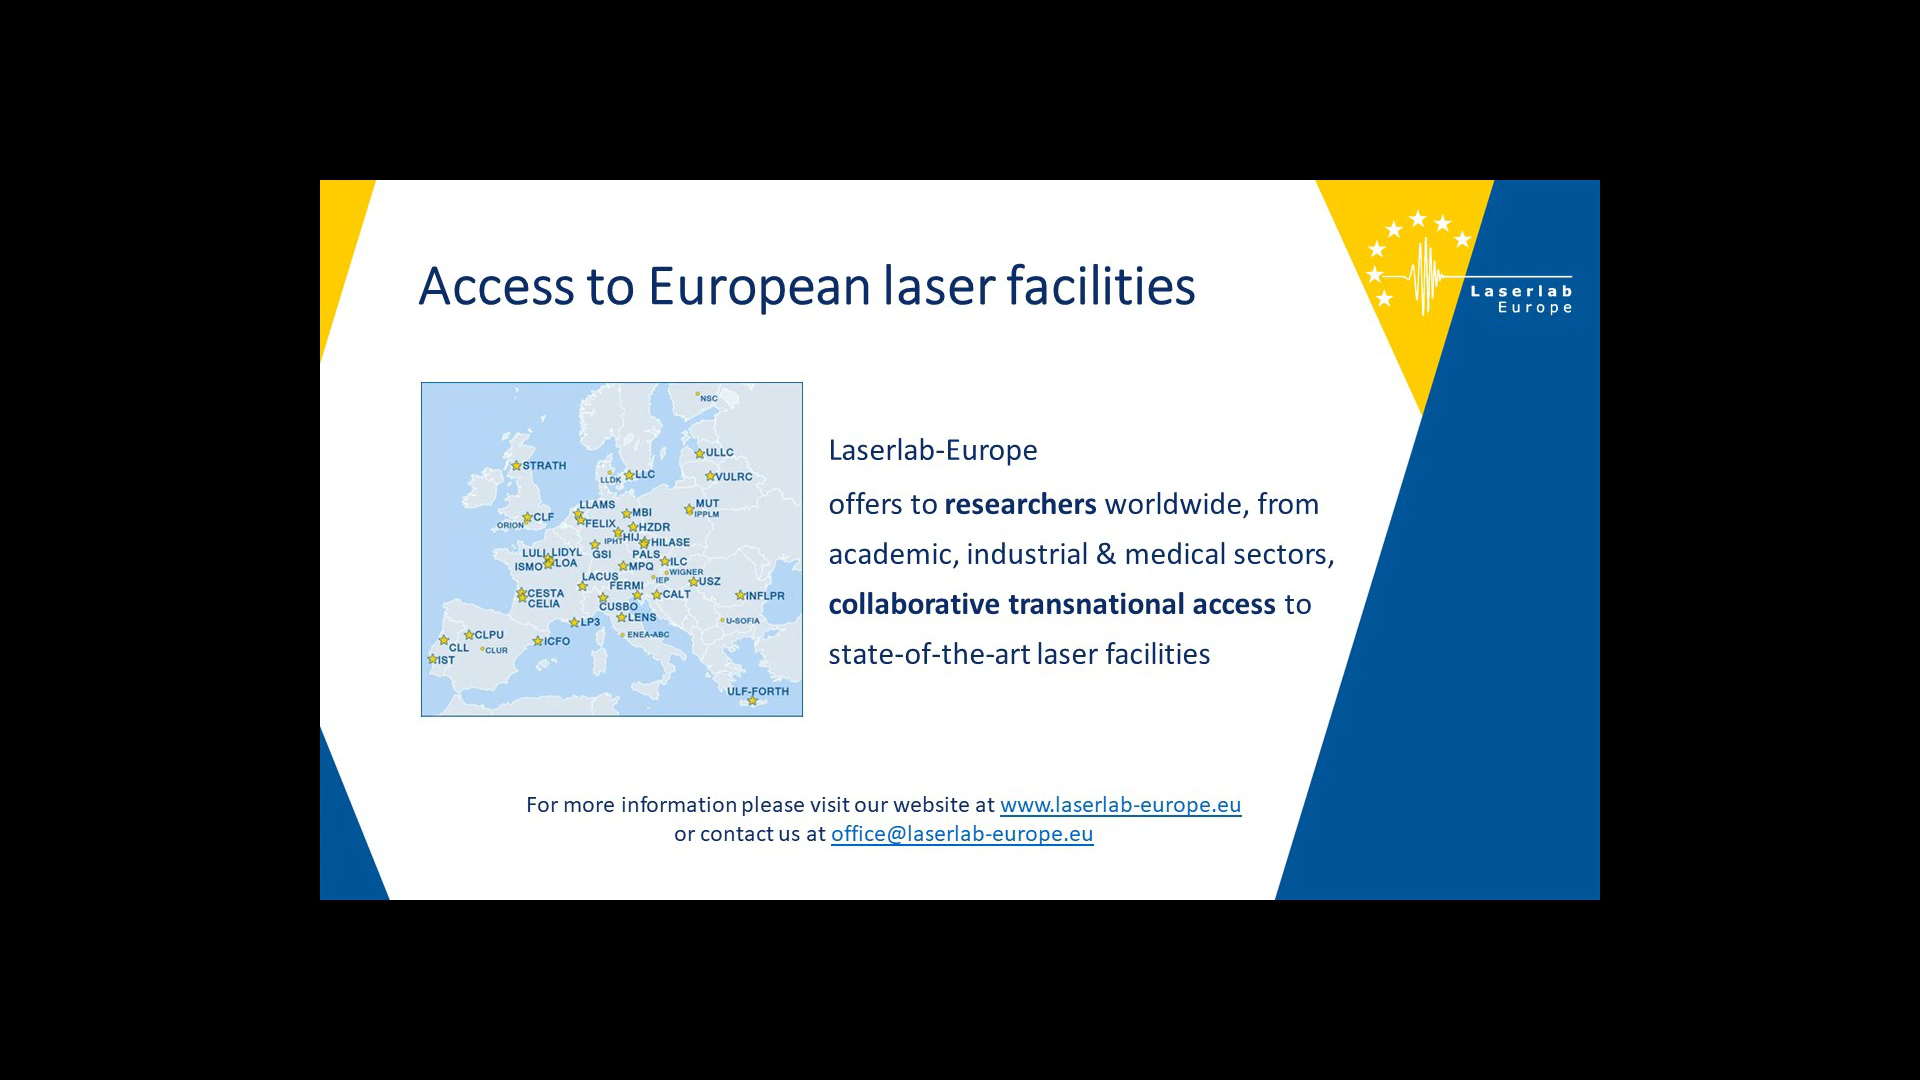 Access to European laser facilities
Laserlab
Europe
NSC
ULLC
STRATH
LLDK
LLC
VULRC
LLAMS
MUT
IPPLM
MBI
CLF
ORION
FELIX
HZDR
HIJ
IPHT
HILASE
LULI
LIDYL
GSI
PALS
ISMO
LOA
MPQ
ILC
WIGNER
LACUS
IEP
USZ
FERMI
CESTA
CALT
INFLPR
CELIA
CUSBO
LENS
LP3
U-SOFIA
CLPU
ICFO
ENEA-ABC
CLL
CLUR
IST
ULF-FORTH
Laserlab-Europe
offers to researchers worldwide, from
academic, industrial & medical sectors,
collaborative transnational access to
state-of-the-art laser facilities
For more information please visit our website at www.laserlab-europe.eu
or contact us at office@laserlab-europe.eu